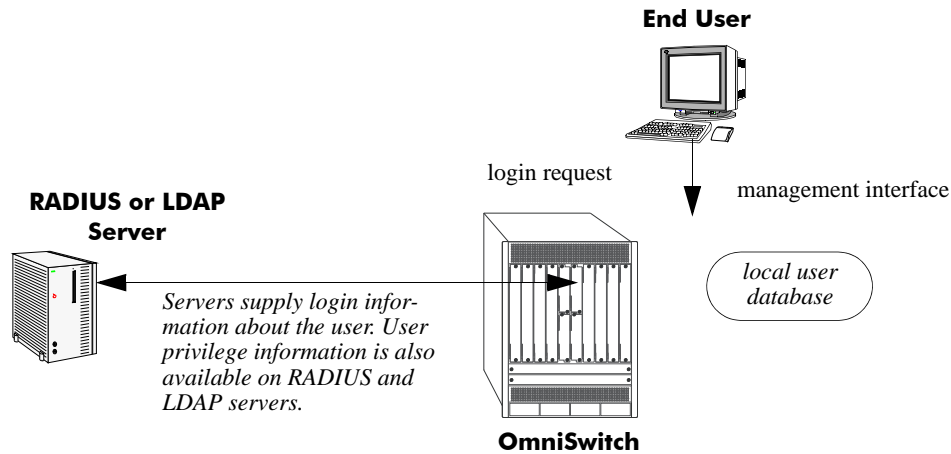 End User
login request
management interface
RADIUS or LDAP
Server
local user
database
Servers supply login infor-
mation about the user. User
privilege information is also
available on RADIUS and
LDAP servers.
OmniSwitch